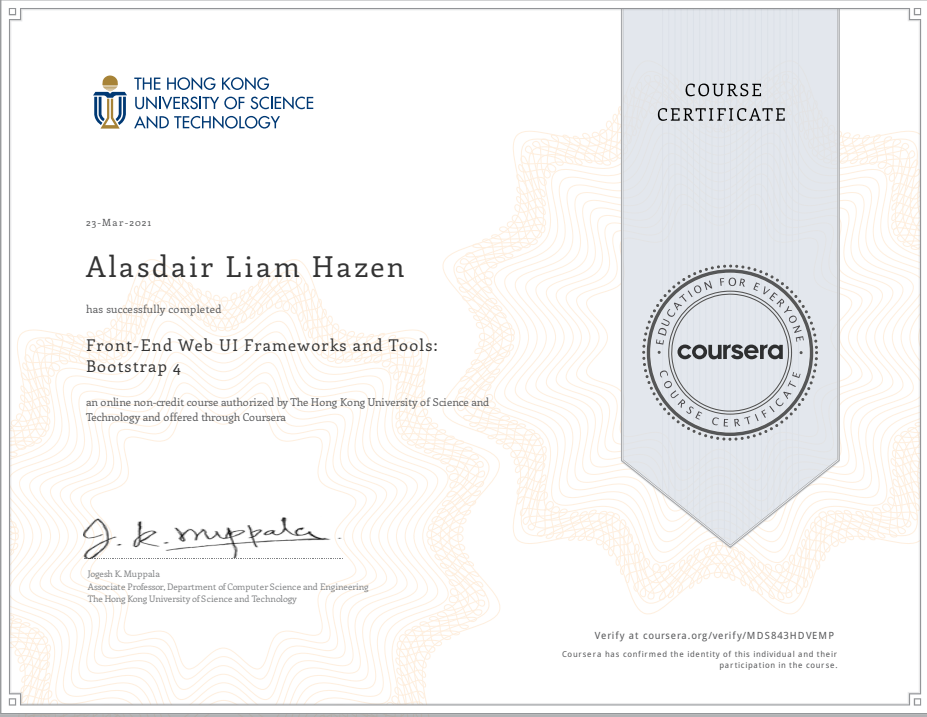 THE HONG KONG
UNIVERSITY OF SCIENCE
AND TECHNOLOGY
COURSE
CERTIFICATE
23-Mar-2021
Alasdair Liam Hazen
has successfully completed
Front-End Web UI Frameworks and Tools:
Bootstrap 4
an online non-credit course authorized by The Hong Kong University of Science and
Technology and offered through Coursera
EDUCATION FOR EVERYONE
coursera
COURSE CERTIFICATE
J. K. Muppala
Jogesh K. Muppala
Associate Professor, Department of Computer Science and Engineering
The Hong Kong University of Science and Technology
Verify at coursera.org/verify/MDS843HDVEMP
Coursera has confirmed the identity of this individual and their
participation in the course.